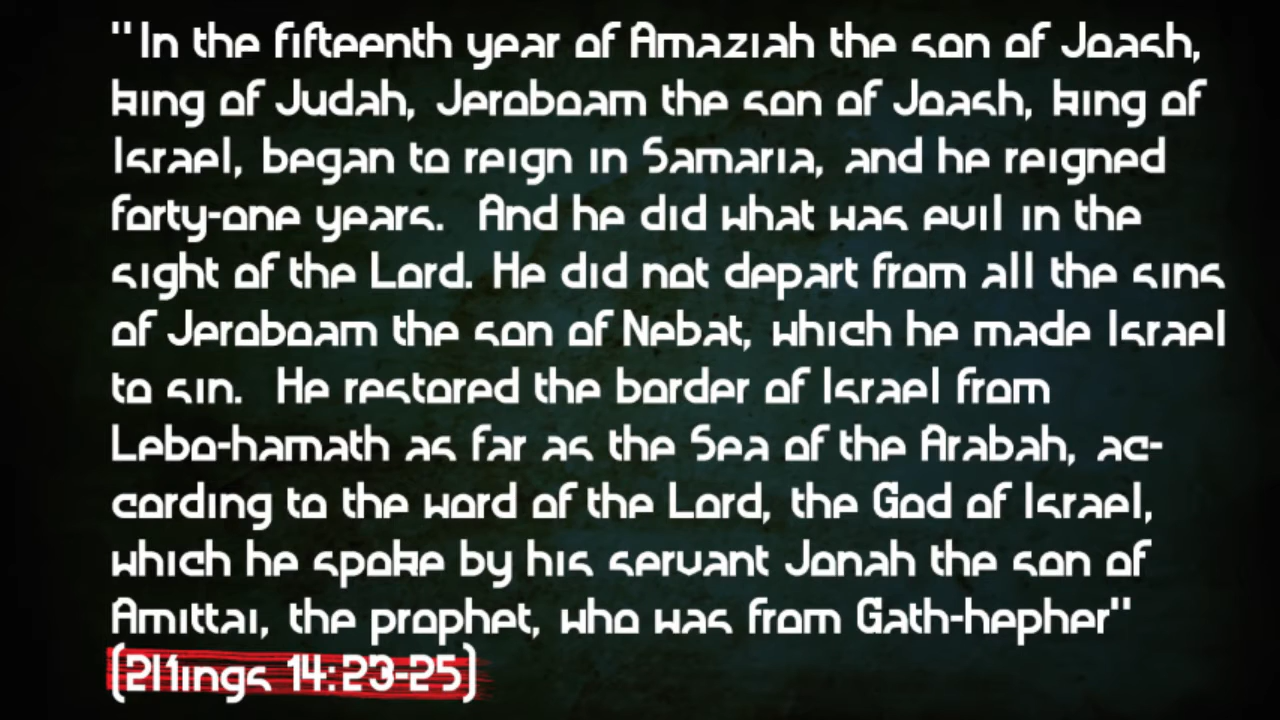 "In the fifteenth year of Amaziah the son of Joash,
king of Judah, Jeroboam the son of Joash, king of
Israel, began to reign in Samaria, and he reigned
forty-one years. And he did what was evil in the
sight of the Lord. He did not depart from all the sins
of Jeroboam the son of Nebat, which he made Israel
to sin. He restored the border of Israel from
Lebo-hamath as far as the Sea of the Arabah, ac-
cording to the word of the Lord, the God of Israel,
which he spoke by his servant Jonah the son of
Amittai, the prophet, who was from Gath-hepher"
(2Kings 14:23-25)